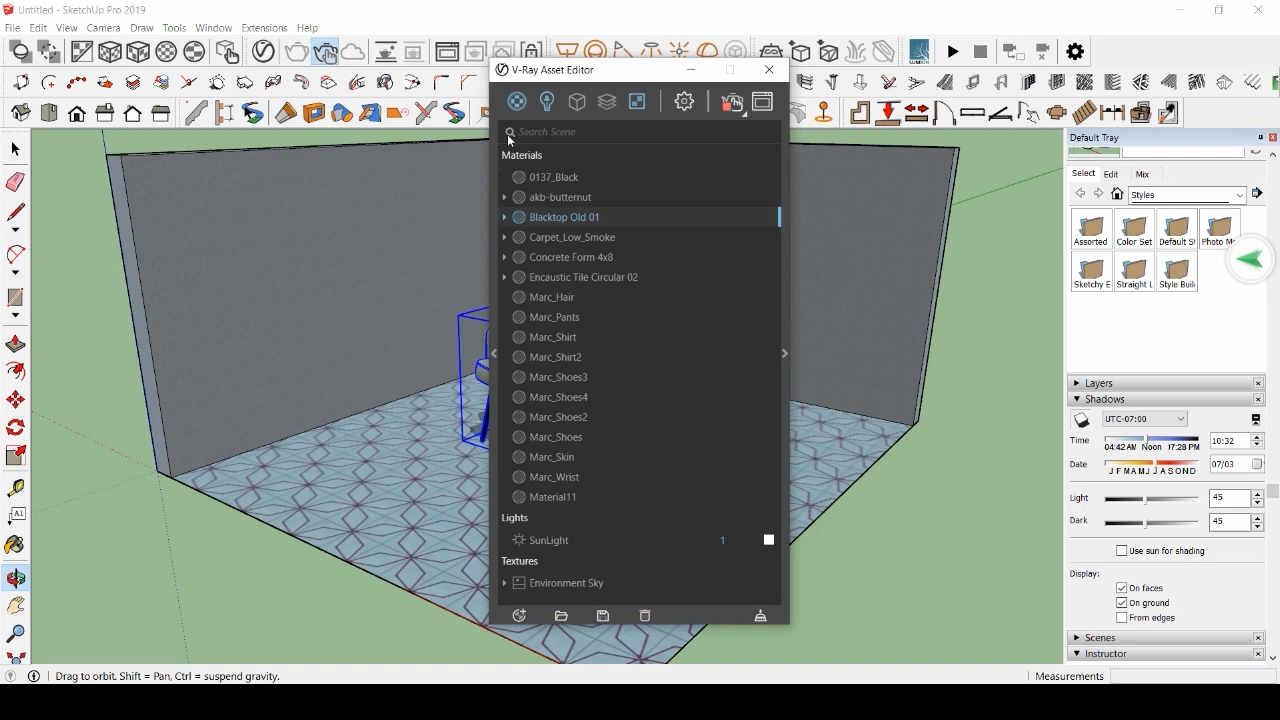 Untitled - SketchUp Pro 2019
File Edit View Camera Draw Tools Window Extensions Help
LUMION
V-Ray Asset Editor
Search Scene
Materials
0137_Black
akb-butternut
Blacktop Old 01
Carpet_Low_Smoke
Concrete Form 4x8
Encaustic Tile Circular 02
Marc_Hair
Marc_Pants
Marc_Shirt
Marc_Shirt2
Marc_Shoes3
Marc_Shoes4
Marc_Shoes2
Marc_Shoes
Marc_Skin
Marc_Wrist
Material11
Lights
SunLight 1
Textures
Environment Sky
Default Tray
Select Edit Mix
Styles
Assorted Color Set Default St Photo M
Sketchy E Straight L Style Buil
Layers
Shadows
UTC-07:00
Time 04:42 AM Noon 07:28 PM 10:32
Date J F M A M J J A S O N D 07/03
Light 45
Dark 45
Use sun for shading
Display:
On faces
On ground
From edges
Scenes
Instructor
Drag to orbit. Shift = Pan, Ctrl = suspend gravity.
Measurements